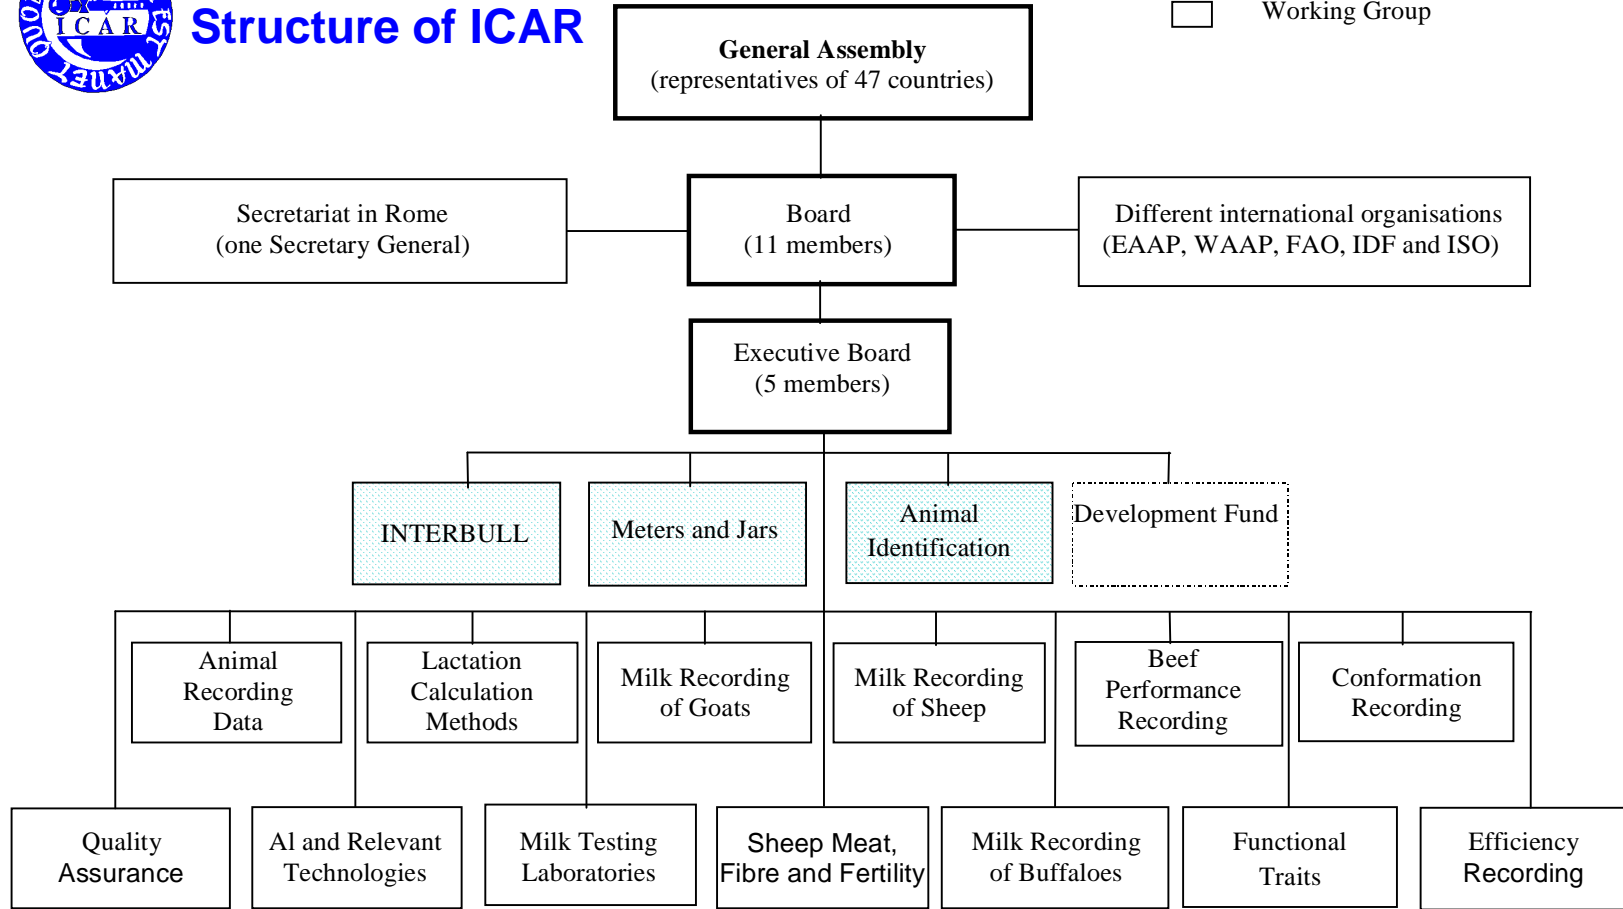 Structure of ICAR
ICAR
QUOD
EST MANET
Working Group
General Assembly
(representatives of 47 countries)
Secretariat in Rome
(one Secretary General)
Board
(11 members)
Different international organisations
(EAAP, WAAP, FAO, IDF and ISO)
Executive Board
(5 members)
INTERBULL
Meters and Jars
Animal
Identification
Development Fund
Animal
Recording
Data
Lactation
Calculation
Methods
Milk Recording
of Goats
Milk Recording
of Sheep
Beef
Performance
Recording
Conformation
Recording
Quality
Assurance
Al and Relevant
Technologies
Milk Testing
Laboratories
Sheep Meat,
Fibre and Fertility
Milk Recording
of Buffaloes
Functional
Traits
Efficiency
Recording